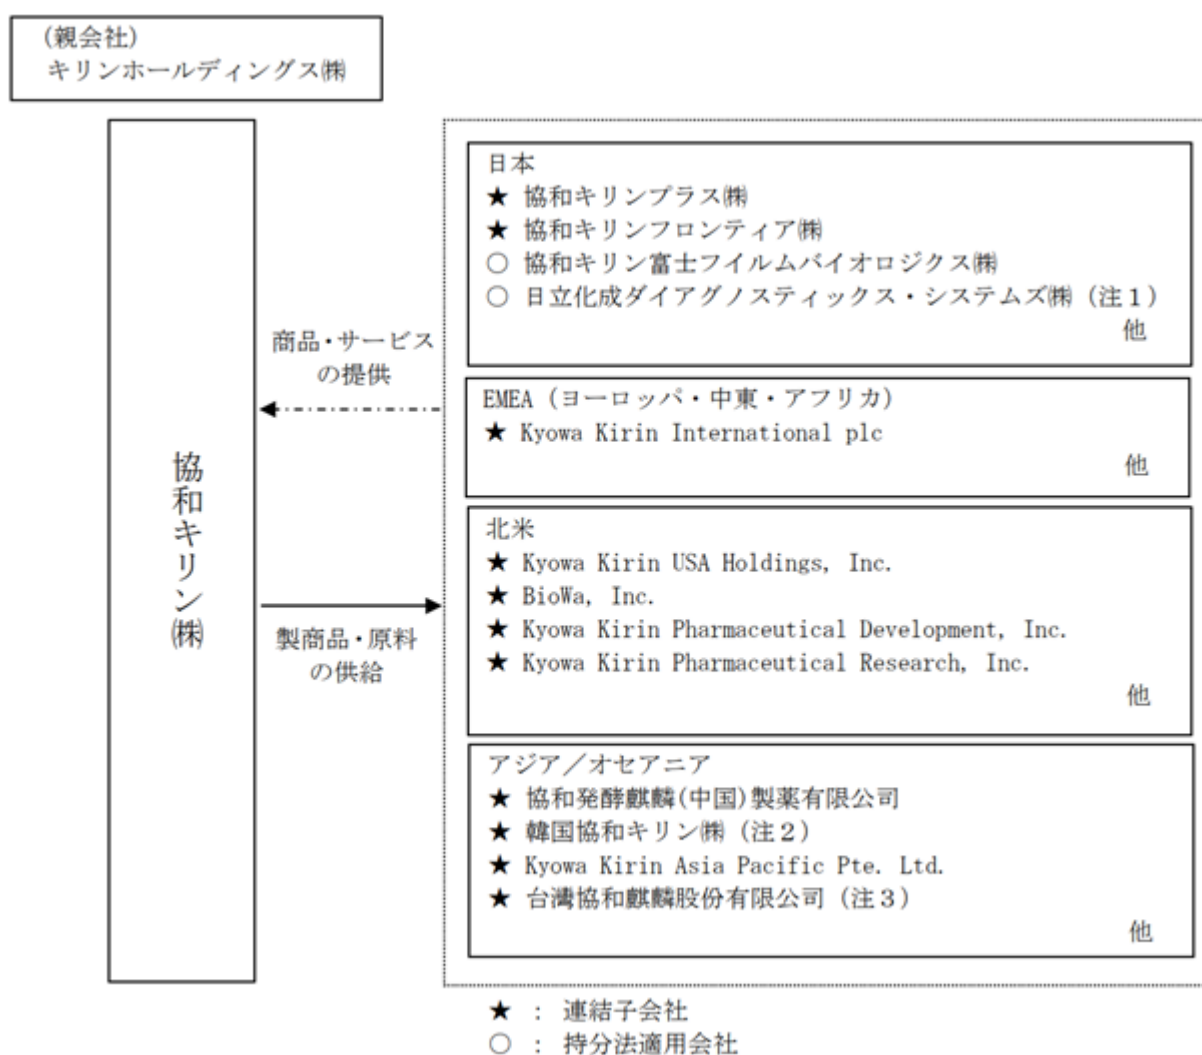 (親会社)
キリンホールディングス㈱
協和キリン㈱
商品・サービス
の提供
製商品・原料
の供給
日本
★ 協和キリンプラス㈱
★ 協和キリンフロンティア㈱
○ 協和キリン富士フイルムバイオロジクス㈱
○ 日立化成ダイアグノスティックス・システムズ㈱(注1)
他
EMEA(ヨーロッパ・中東・アフリカ)
★ Kyowa Kirin International plc
他
北米
★ Kyowa Kirin USA Holdings, Inc.
★ BioWa, Inc.
★ Kyowa Kirin Pharmaceutical Development, Inc.
★ Kyowa Kirin Pharmaceutical Research, Inc.
他
アジア/オセアニア
★ 協和発酵麒麟(中国)製薬有限公司
★ 韓国協和キリン㈱(注2)
★ Kyowa Kirin Asia Pacific Pte. Ltd.
★ 台灣協和麒麟股份有限公司(注3)
他
★ : 連結子会社
○ : 持分法適用会社